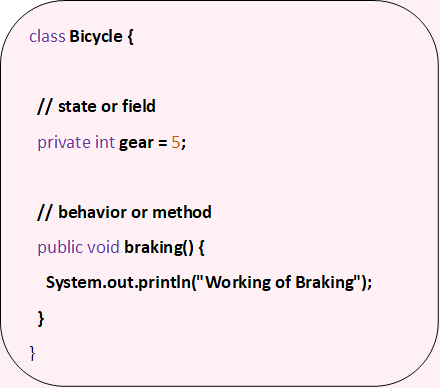 class Bicycle {
// state or field
private int gear = 5;
// behavior or method
public void braking() {
System.out.println("Working of Braking");
}
}